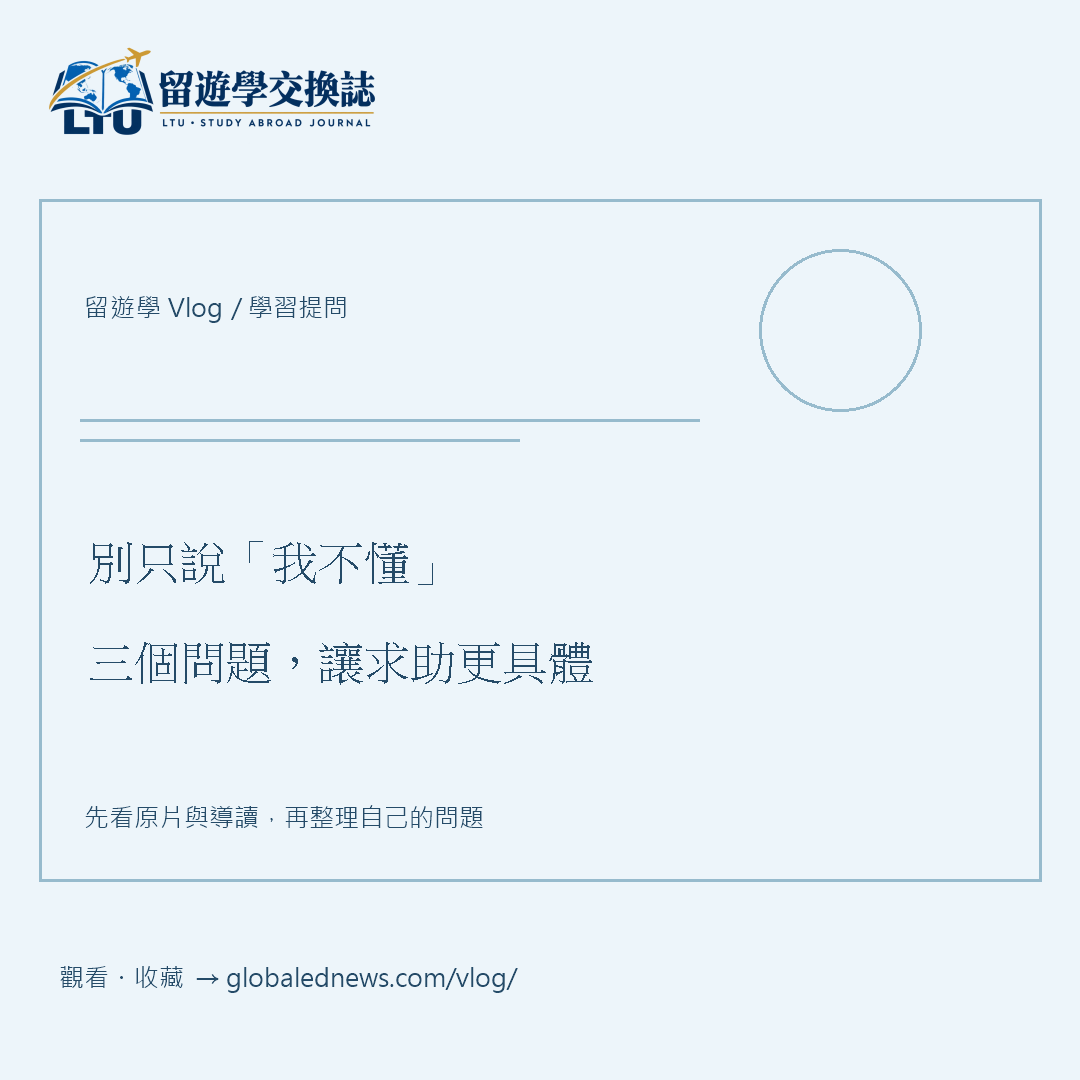 LTU 留遊學交換誌
LTU・STUDY ABROAD JOURNAL
留遊學 Vlog / 學習提問
別只說「我不懂」
三個問題，讓求助更具體
先看原片與導讀，再整理自己的問題
觀看・收藏 → globalednews.com/vlog/